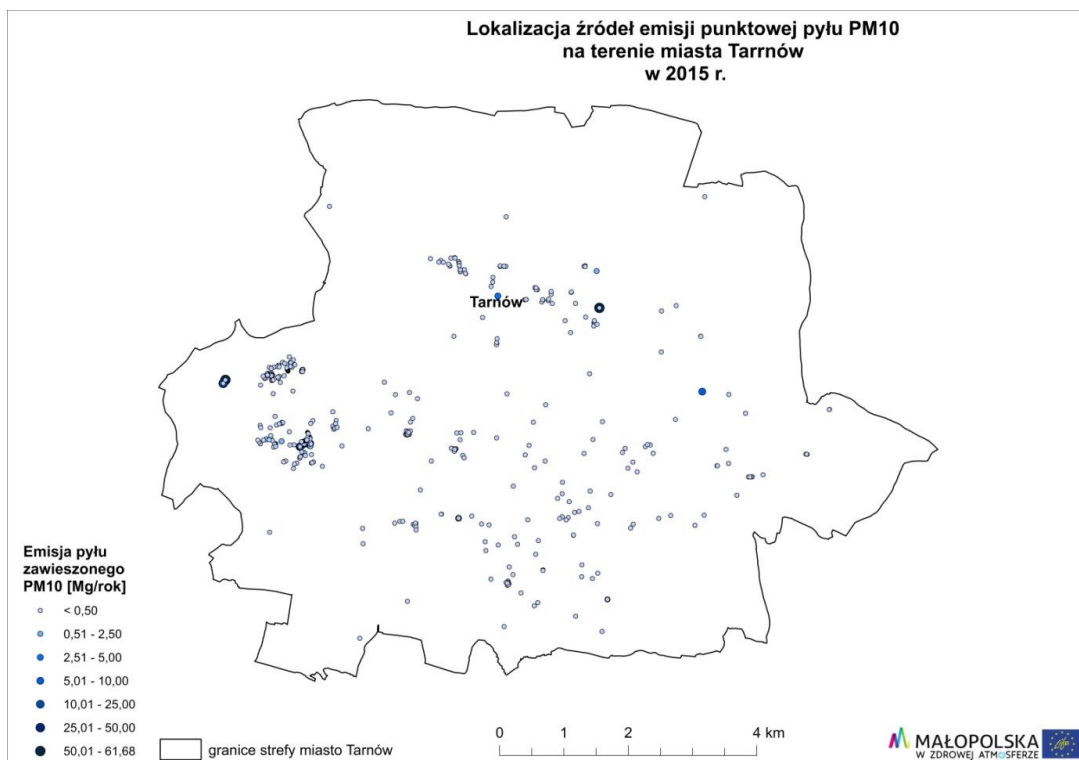 Lokalizacja źródeł emisji punktowej pyłu PM10
na terenie miasta Tarrnów
w 2015 r.
Tarnów
Emisja pyłu
zawieszonego
PM10 [Mg/rok]
< 0,50
0,51 - 2,50
2,51 - 5,00
5,01 - 10,00
10,01 - 25,00
25,01 - 50,00
50,01 - 61,68
granice strefy miasto Tarnów
0 1 2 4 km
MAŁOPOLSKA
W ZDROWEJ ATMOSFERZE
Life